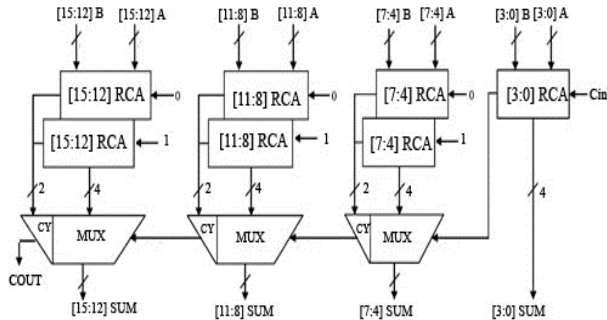 [15:12] B [15:12] A [11:8] B [11:8] A [7:4] B [7:4] A [3:0] B [3:0] A
[15:12] RCA 0 [11:8] RCA 0 [7:4] RCA 0 [3:0] RCA Cin
[15:12] RCA 1 [11:8] RCA 1 [7:4] RCA 1
2 4 2 4 2 4 4
CY MUX CY MUX CY MUX
COUT
[15:12] SUM [11:8] SUM [7:4] SUM [3:0] SUM